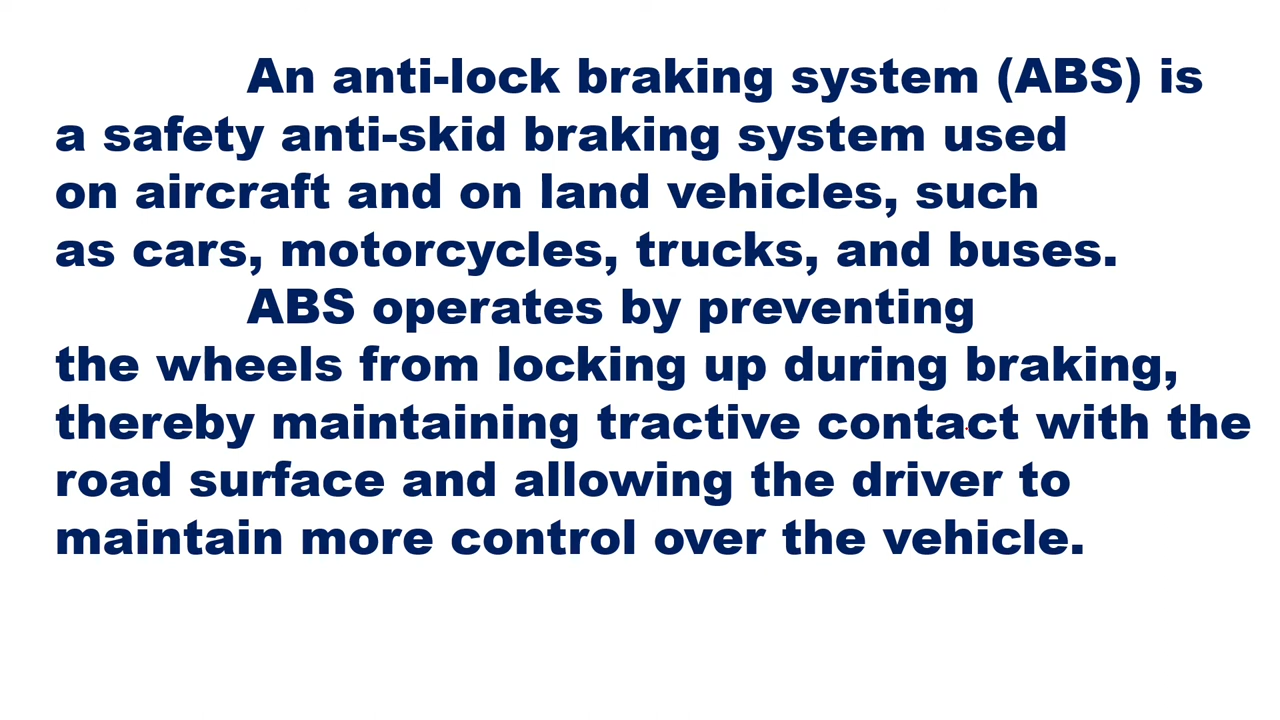 An anti-lock braking system (ABS) is
a safety anti-skid braking system used
on aircraft and on land vehicles, such
as cars, motorcycles, trucks, and buses.
ABS operates by preventing
the wheels from locking up during braking,
thereby maintaining tractive contact with the
road surface and allowing the driver to
maintain more control over the vehicle.